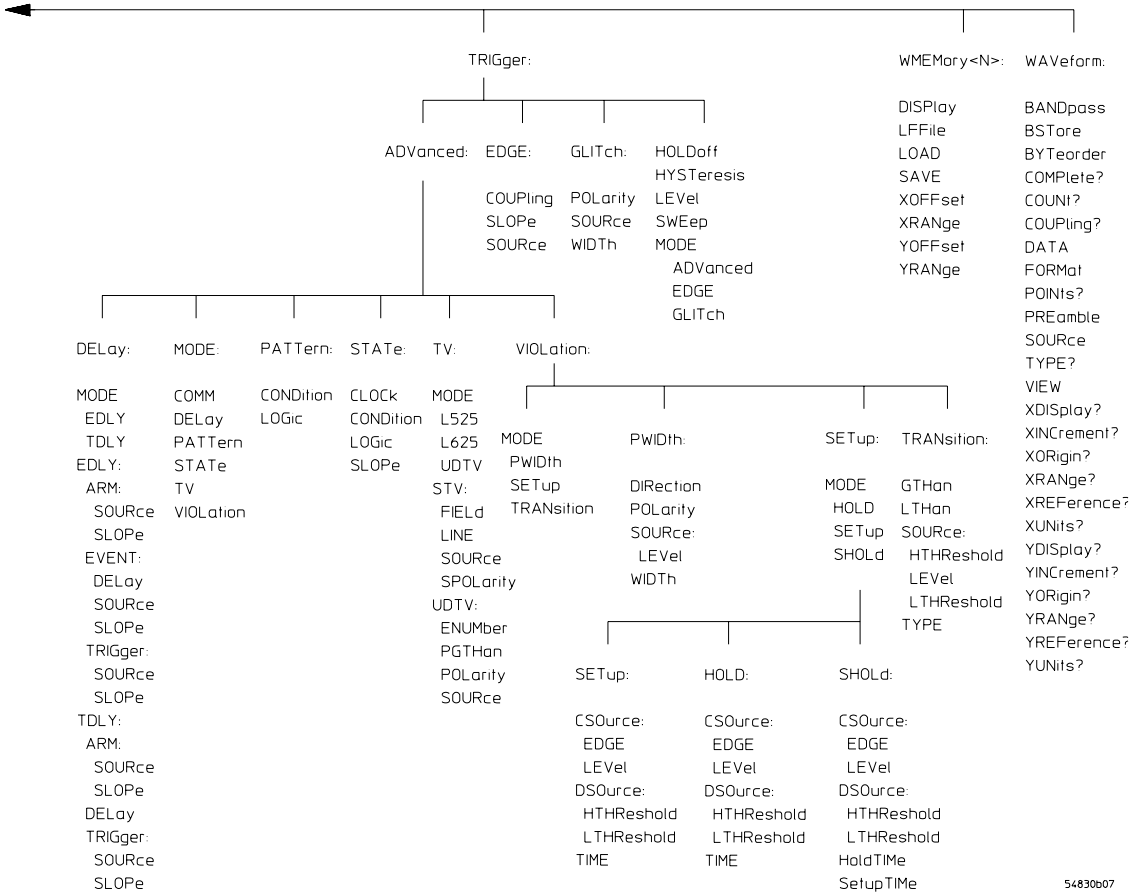 TRIGger:
WMEMory<N>:
WAVeform:
DISPlay
LFFile
LOAD
SAVE
XOFFset
XRANge
YOFFset
YRANge
BANDpass
BSTore
BYTeorder
COMPlete?
COUNt?
COUPling?
DATA
FORMat
POINts?
PREamble
SOURce
TYPE?
VIEW
XDISplay?
XINCrement?
XORigin?
XRANge?
XREFerence?
XUNits?
YDISplay?
YINCrement?
YORigin?
YRANge?
YREFerence?
YUNits?
ADVanced:
EDGE:
COUPling
SLOPe
SOURce
GLITch:
POLarity
SOURce
WIDTh
HOLDoff
HYSTeresis
LEVel
SWEep
MODE
ADVanced
EDGE
GLITch
DELay:
MODE
EDLY
TDLY
EDLY:
ARM:
SOURce
SLOPe
EVENT:
DELay
SOURce
SLOPe
TRIGger:
SOURce
SLOPe
TDLY:
ARM:
SOURce
SLOPe
DELay
TRIGger:
SOURce
SLOPe
MODE:
COMM
DELay
PATTern
STATe
TV
VIOLation
PATTern:
CONDition
LOGic
STATe:
CLOCk
CONDition
LOGic
SLOPe
TV:
MODE
L525
L625
UDTV
STV:
FIELd
LINE
SOURce
SPOLarity
UDTV:
ENUMber
PGTHan
POLarity
SOURce
VIOLation:
MODE
PWIDth
SETup
TRANsition
PWIDth:
DIRection
POLarity
SOURce:
LEVel
WIDTh
SETup:
MODE
HOLD
SETup
SHOLd
TRANsition:
GTHan
LTHan
SOURce:
HTHReshold
LEVel
LTHReshold
TYPE
SETup:
CSOurce:
EDGE
LEVel
DSOurce:
HTHReshold
LTHReshold
TIME
HOLD:
CSOurce:
EDGE
LEVel
DSOurce:
HTHReshold
LTHReshold
TIME
SHOLd:
CSOurce:
EDGE
LEVel
DSOurce:
HTHReshold
LTHReshold
HoldTIMe
SetupTIMe
54830b07